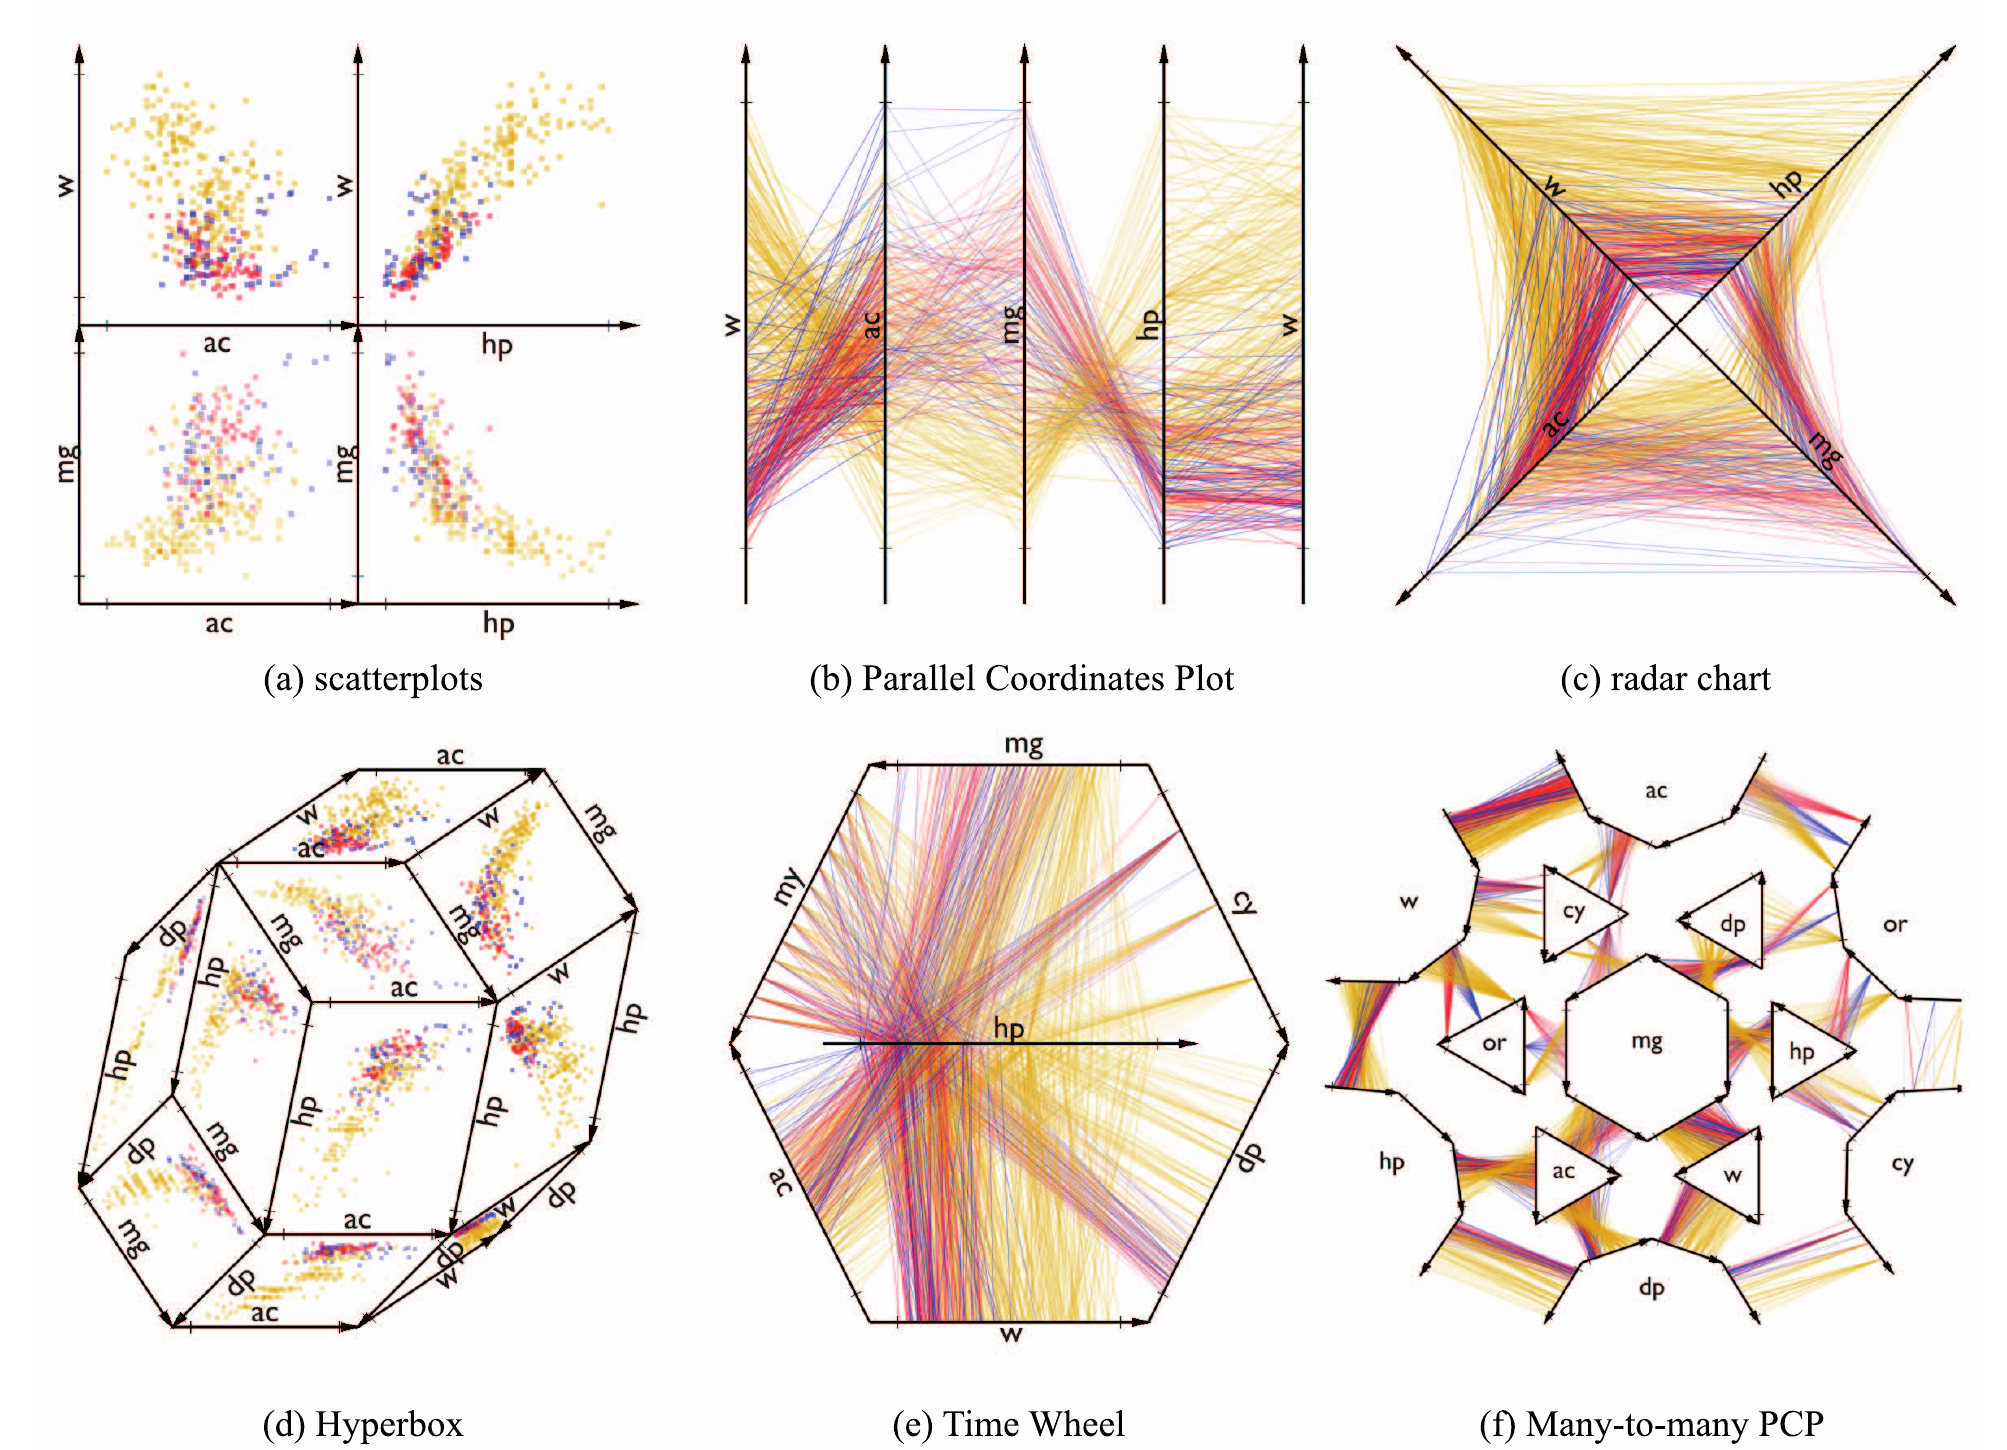 w
w
ac
hp
mg
mg
ac
hp
(a) scatterplots
w
ac
mg
hp
w
(b) Parallel Coordinates Plot
w
hp
ac
mg
(c) radar chart
ac
w
w
mg
ac
mg
mg
dp
hp
ac
w
hp
hp
hp
hp
dp
mg
mg
ac
w
dp
dp
dp
w
ac
(d) Hyperbox
mg
my
cy
hp
ac
dp
w
(e) Time Wheel
ac
w
cy
dp
or
or
mg
hp
hp
ac
w
cy
dp
(f) Many-to-many PCP